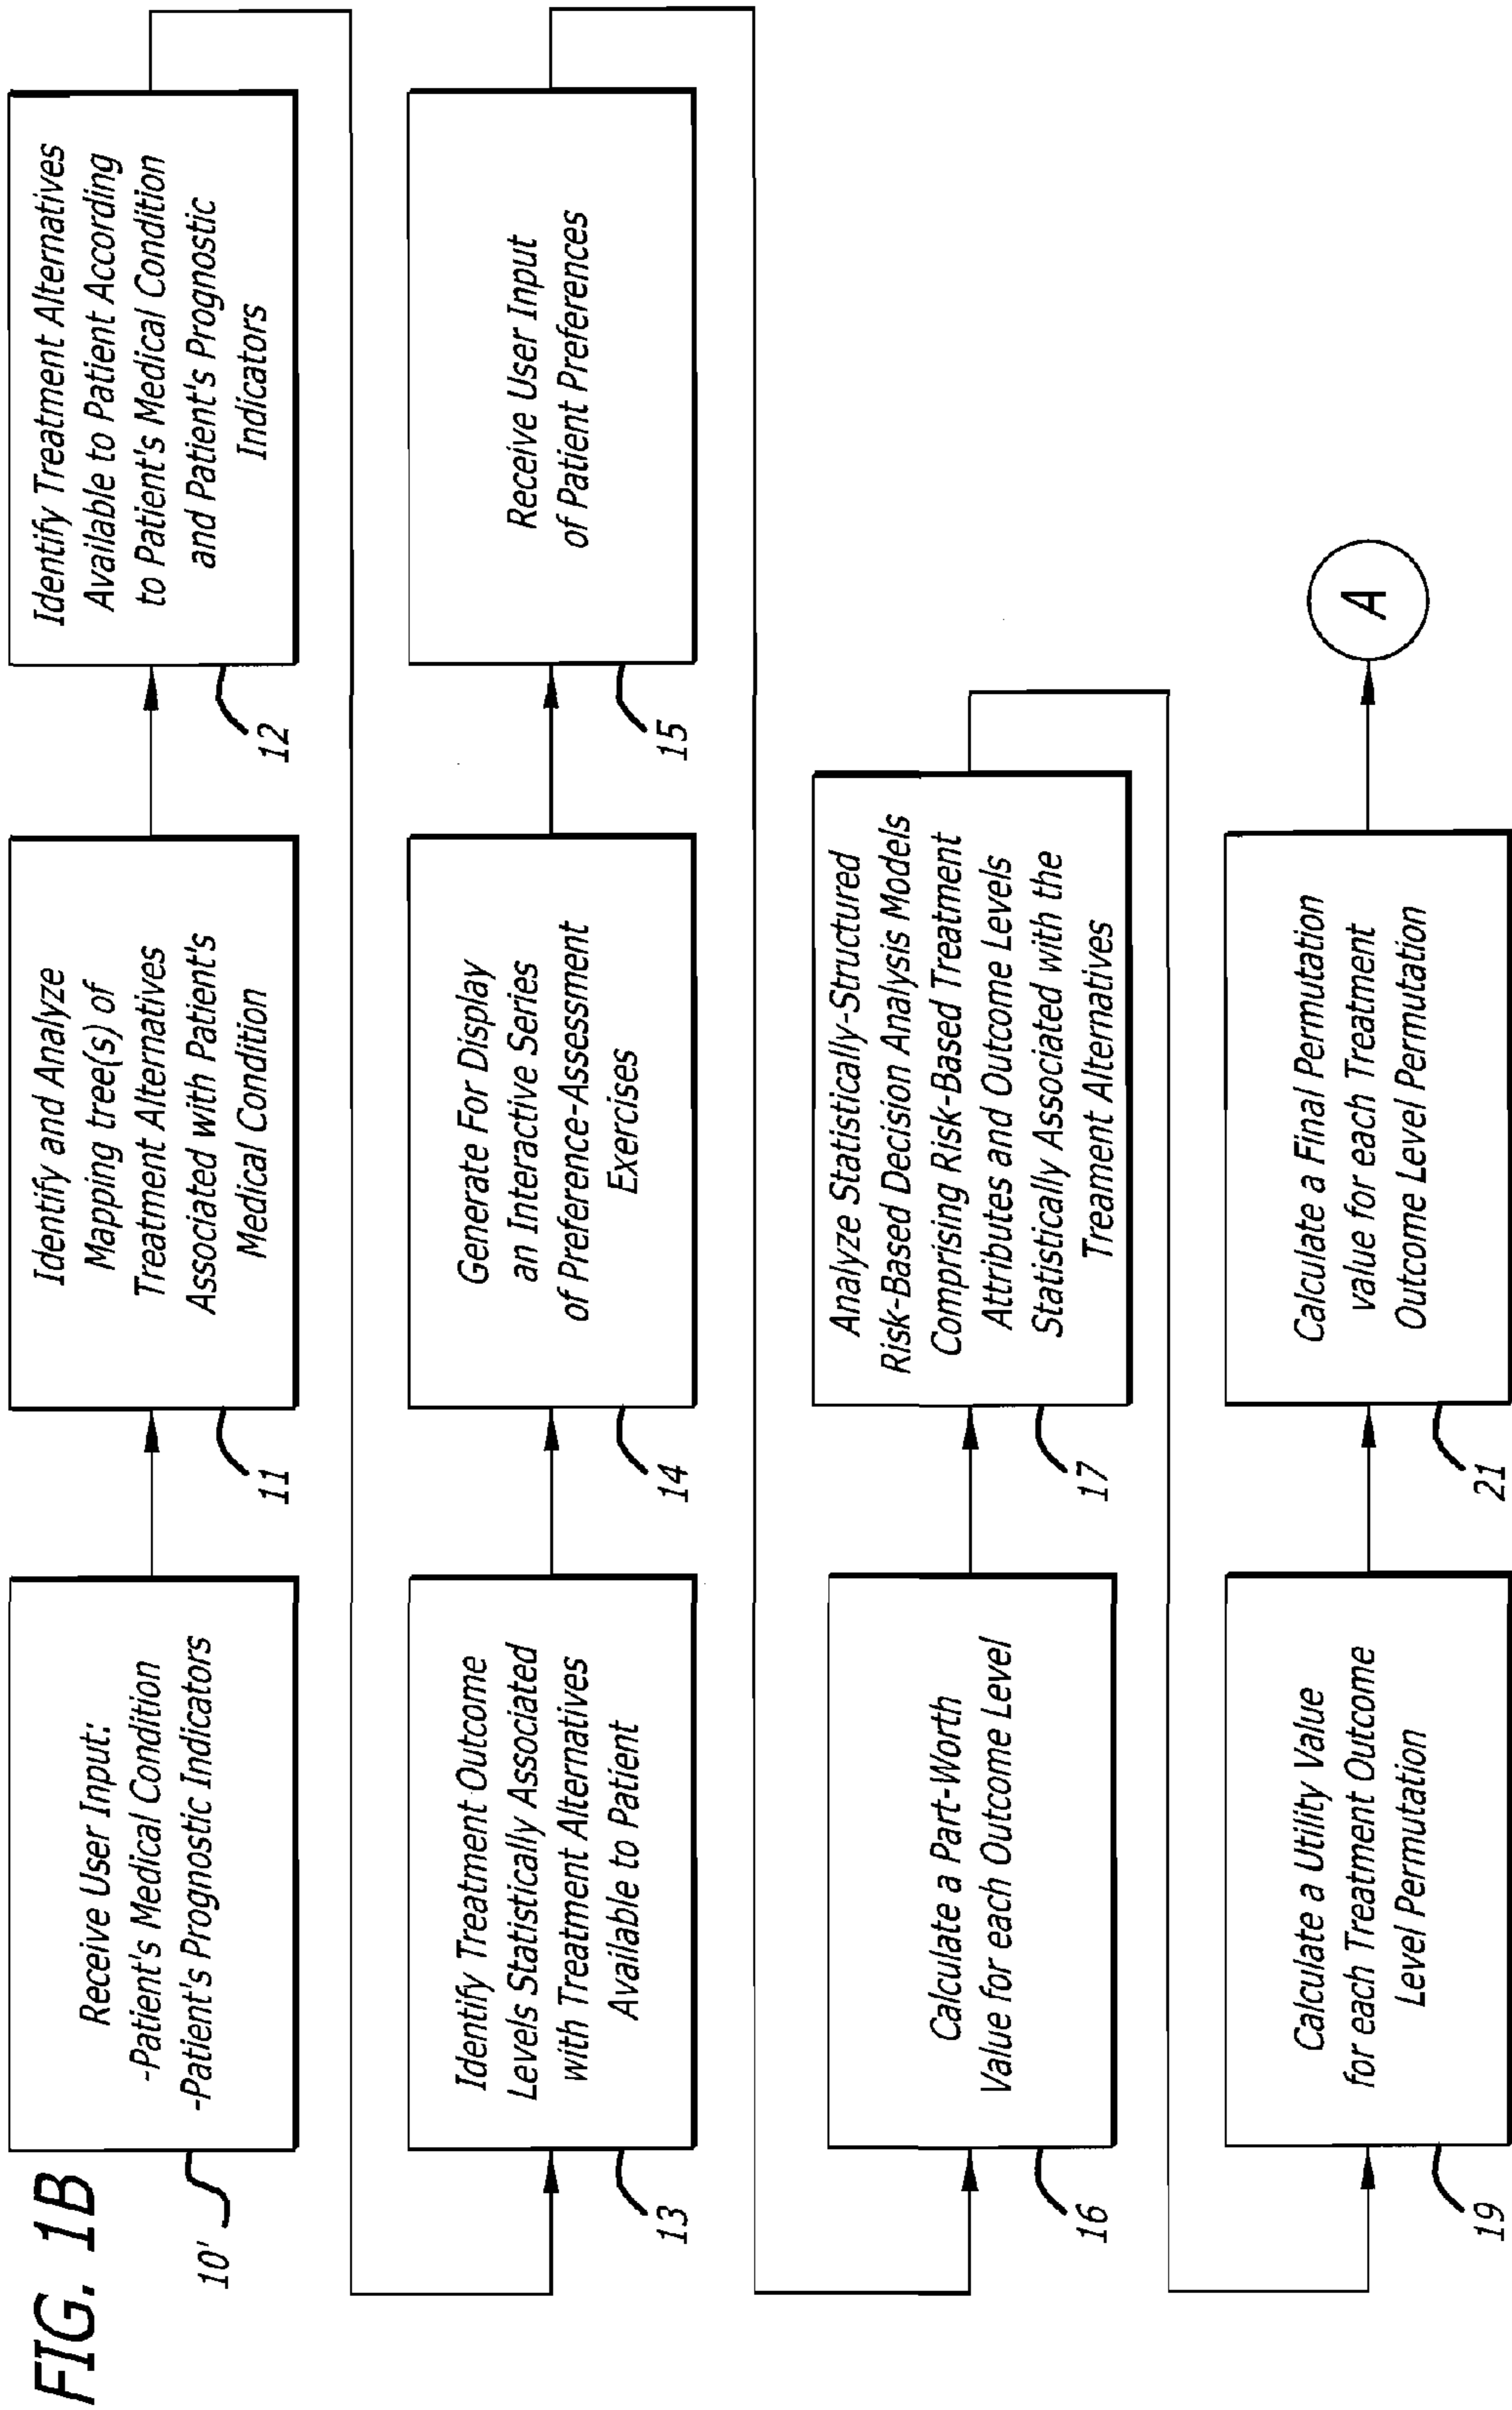 FIG. 1B
Receive User Input:
-Patient's Medical Condition
-Patient's Prognostic Indicators
10'
Identify and Analyze
Mapping tree(s) of
Treatment Alternatives
Associated with Patient's
Medical Condition
11
Identify Treatment Alternatives
Available to Patient According
to Patient's Medical Condition
and Patient's Prognostic
Indicators
12
Identify Treatment Outcome
Levels Statistically Associated
with Treatment Alternatives
Available to Patient
13
Generate For Display
an Interactive Series
of Preference-Assessment
Exercises
14
Receive User Input
of Patient Preferences
15
Calculate a Part-Worth
Value for each Outcome Level
16
Analyze Statistically-Structured
Risk-Based Decision Analysis Models
Comprising Risk-Based Treatment
Attributes and Outcome Levels
Statistically Associated with the
Treament Alternatives
17
Calculate a Utility Value
for each Treatment Outcome
Level Permutation
19
Calculate a Final Permutation
value for each Treatment
Outcome Level Permutation
21
A